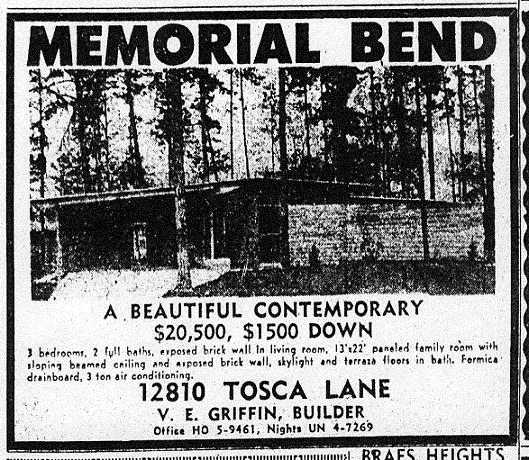 MEMORIAL BEND
A BEAUTIFUL CONTEMPORARY
$20,500, $1500 DOWN
3 bedrooms, 2 full baths, exposed brick wall in living room, 13'x22' paneled family room with
sloping beamed ceiling and exposed brick wall, skylight and terraza floors in bath. Formica
drainboard, 3 ton air conditioning.
12810 TOSCA LANE
V. E. GRIFFIN, BUILDER
Office HO 5-9461, Nights UN 4-7269
BRAES HEIGHTS